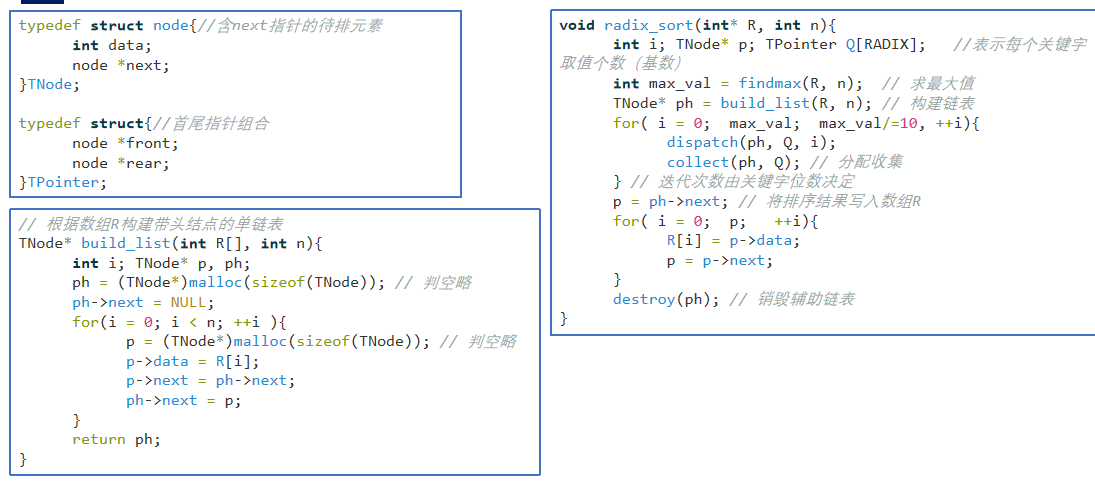 typedef struct node{//含next指针的待排元素
int data;
node *next;
}TNode;
typedef struct{//首尾指针组合
node *front;
node *rear;
}TPointer;
// 根据数组R构建带头结点的单链表
TNode* build_list(int R[], int n){
int i; TNode* p, ph;
ph = (TNode*)malloc(sizeof(TNode)); // 判空略
ph->next = NULL;
for(i = 0; i < n; ++i ){
p = (TNode*)malloc(sizeof(TNode)); // 判空略
p->data = R[i];
p->next = ph->next;
ph->next = p;
}
return ph;
}
void radix_sort(int* R, int n){
int i; TNode* p; TPointer Q[RADIX]; //表示每个关键字
取值个数（基数）
int max_val = findmax(R, n); // 求最大值
TNode* ph = build_list(R, n); // 构建链表
for( i = 0; max_val; max_val/=10, ++i){
dispatch(ph, Q, i);
collect(ph, Q); // 分配收集
} // 迭代次数由关键字位数决定
p = ph->next; // 将排序结果写入数组R
for( i = 0; p; ++i){
R[i] = p->data;
p = p->next;
}
destroy(ph); // 销毁辅助链表
}